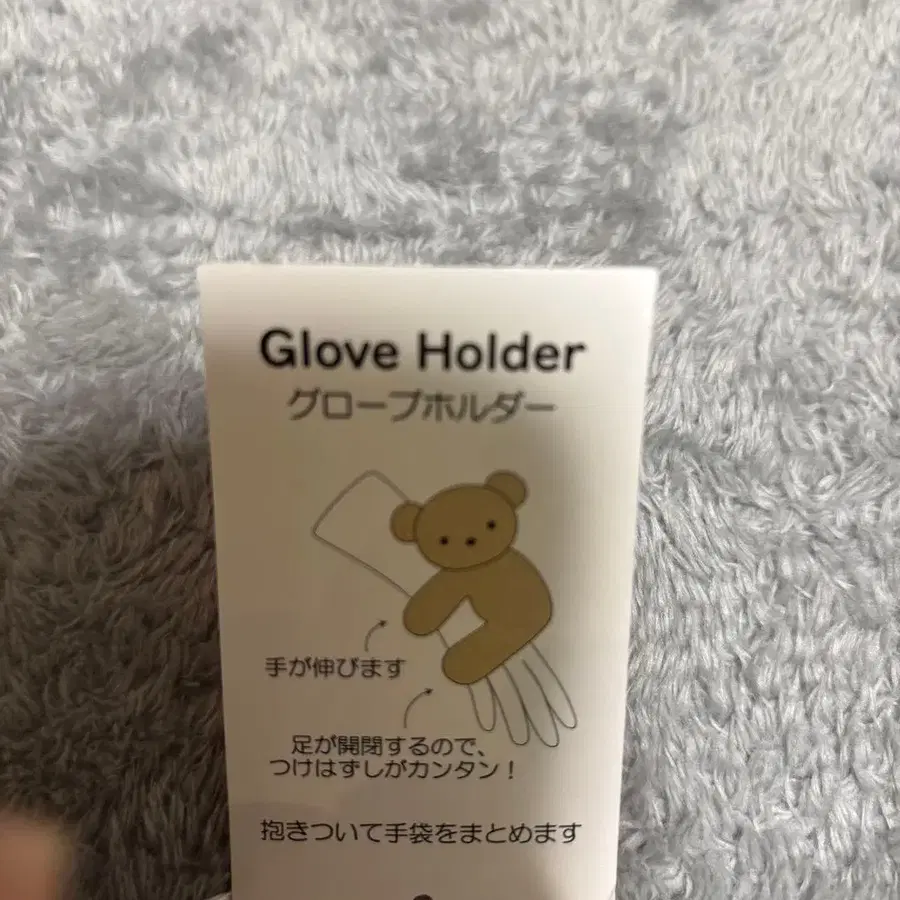 Glove Holder
グローブホルダー
手が伸びます
足が開閉するので、
つけはずしがカンタン！
抱きついて手袋をまとめます